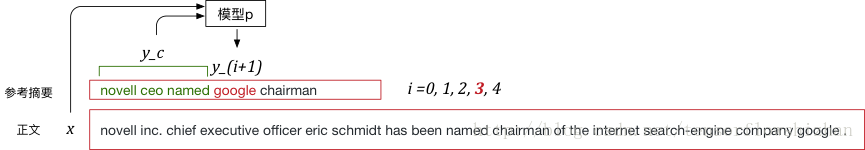 模型p
y_c
y_(i+1)
参考摘要 novell ceo named google chairman i =0, 1, 2, 3, 4
正文 x novell inc. chief executive officer eric schmidt has been named chairman of the internet search-engine company google .